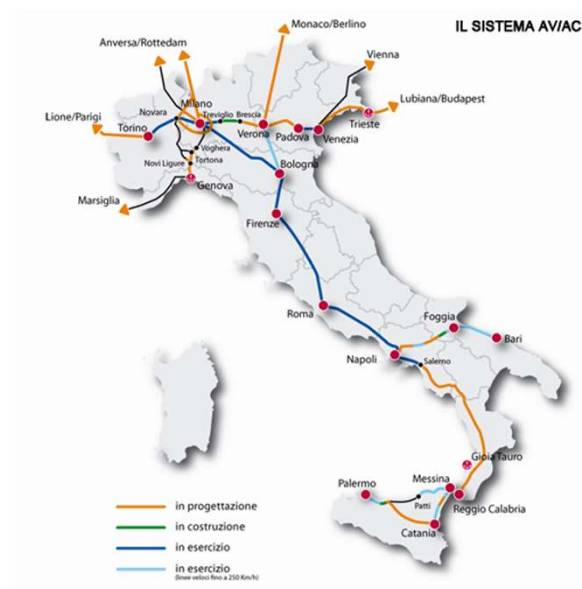 IL SISTEMA AV/AC
Monaco/Berlino
Anversa/Rottedam
Vienna
Lubiana/Budapest
Lione/Parigi
Novara
Milano
Treviglio
Brescia
Torino
Verona
Padova
Venezia
Trieste
Voghera
Tortona
Novi Ligure
Genova
Bologna
Marsiglia
Firenze
Roma
Foggia
Bari
Napoli
Salerno
Gioia Tauro
Messina
Palermo
Patti
Reggio Calabria
Catania
in progettazione
in costruzione
in esercizio
in esercizio
(linee veloci fino a 250 Km/h)